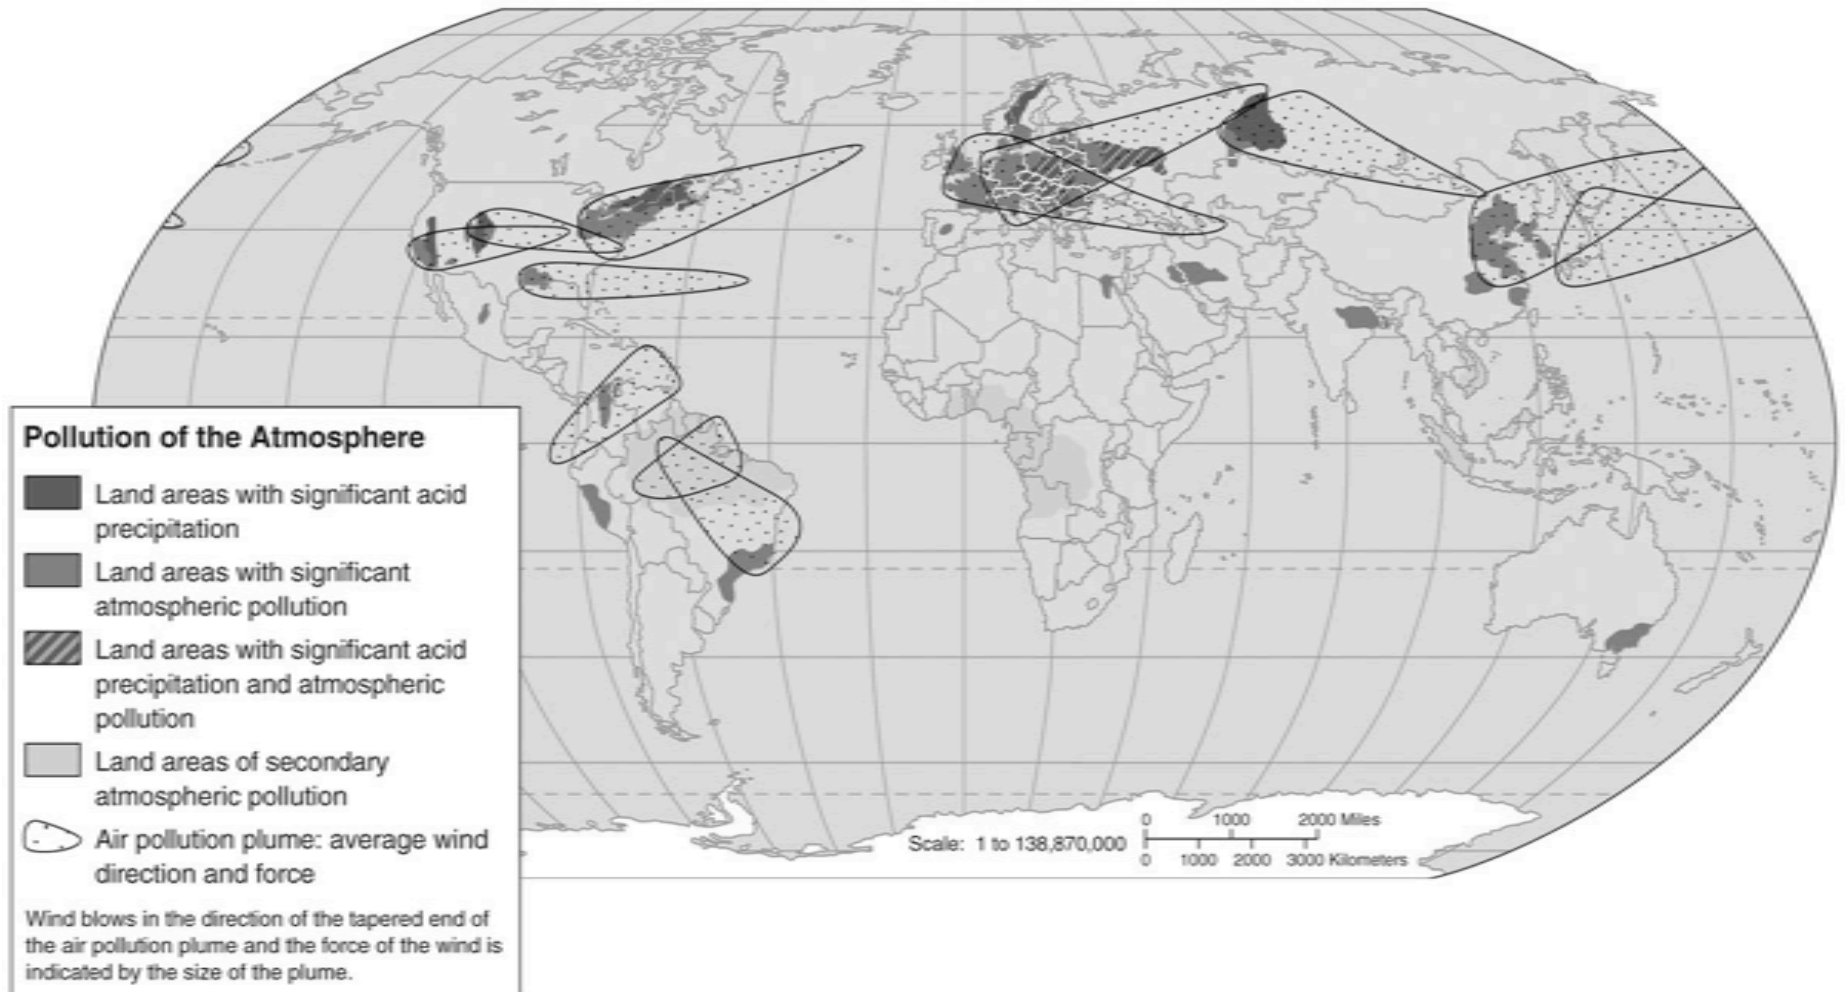 Pollution of the Atmosphere
Land areas with significant acid
precipitation
Land areas with significant
atmospheric pollution
Land areas with significant acid
precipitation and atmospheric
pollution
Land areas of secondary
atmospheric pollution
Air pollution plume: average wind
direction and force
Wind blows in the direction of the tapered end of
the air pollution plume and the force of the wind is
indicated by the size of the plume.
0 1000 2000 Miles
Scale: 1 to 138,870,000
0 1000 2000 3000 Kilometers